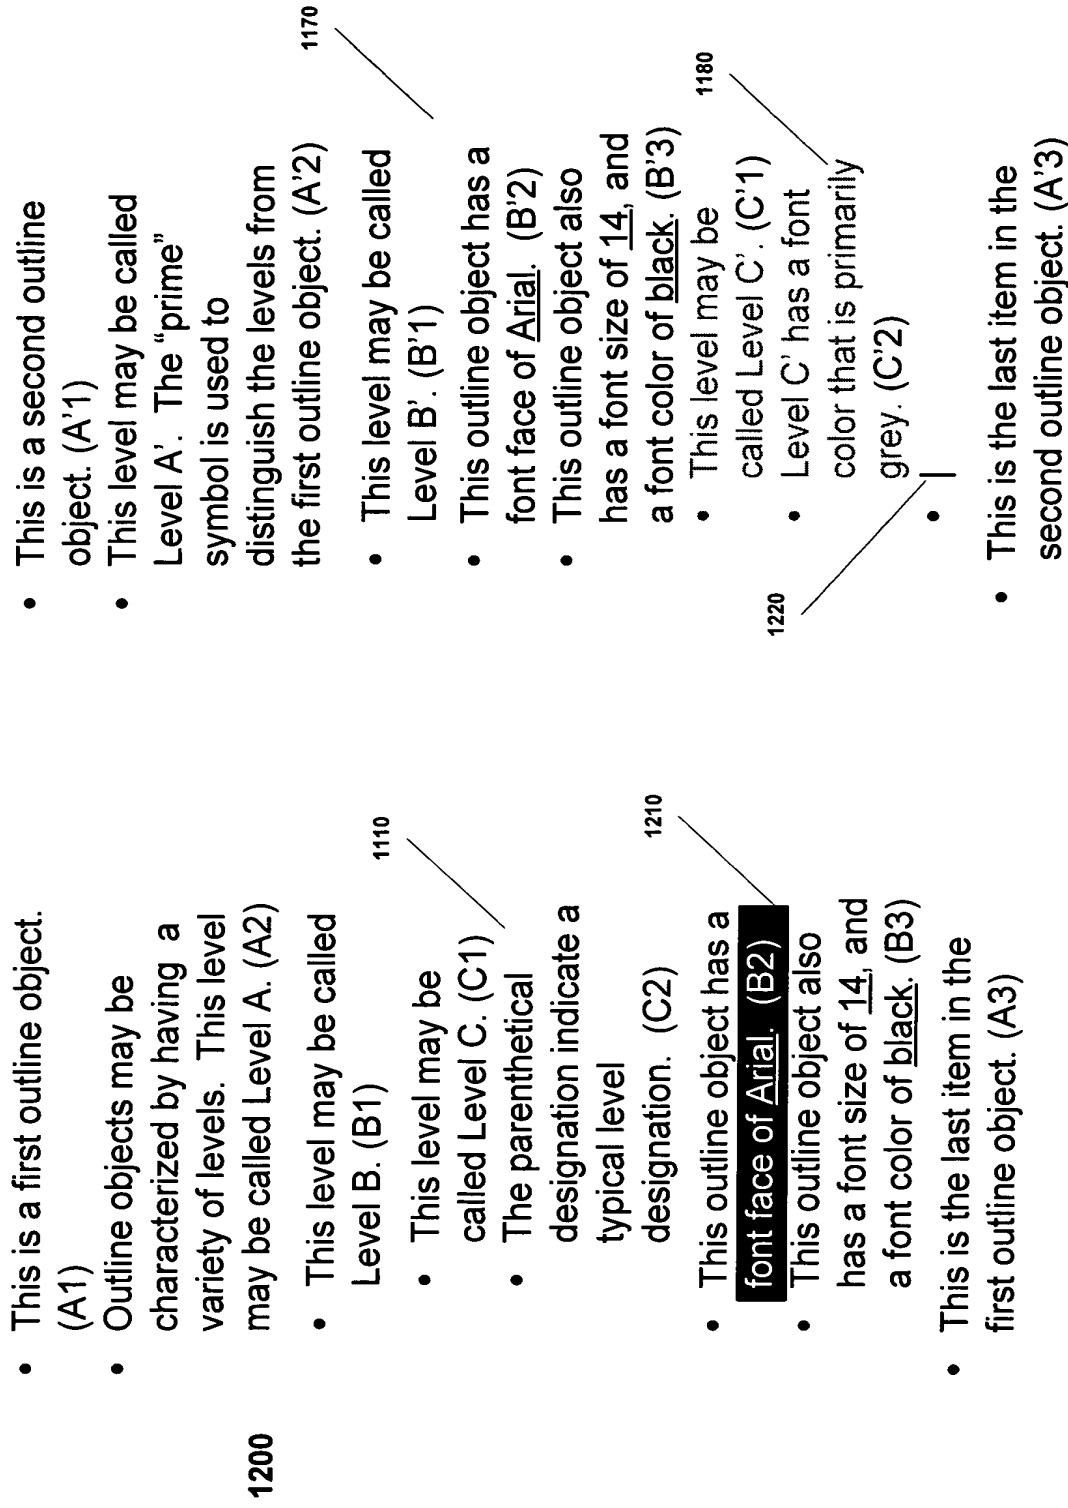 1200
• This is a first outline object.
(A1)
• Outline objects may be
characterized by having a
variety of levels. This level
may be called Level A. (A2)
• This level may be called
Level B. (B1)
1110
• This level may be
called Level C. (C1)
• The parenthetical
designation indicate a
typical level
designation. (C2)
1210
• This outline object has a
font face of Arial. (B2)
• This outline object also
has a font size of 14, and
a font color of black. (B3)
• This is the last item in the
first outline object. (A3)
• This is a second outline
object. (A'1)
• This level may be called
Level A'. The “prime”
symbol is used to
distinguish the levels from
the first outline object. (A'2)
1170
• This level may be called
Level B'. (B'1)
• This outline object has a
font face of Arial. (B'2)
• This outline object also
has a font size of 14, and
a font color of black. (B'3)
1180
• This level may be
called Level C'. (C'1)
• Level C' has a font
color that is primarily
grey. (C'2)
•
1220
• This is the last item in the
second outline object. (A'3)